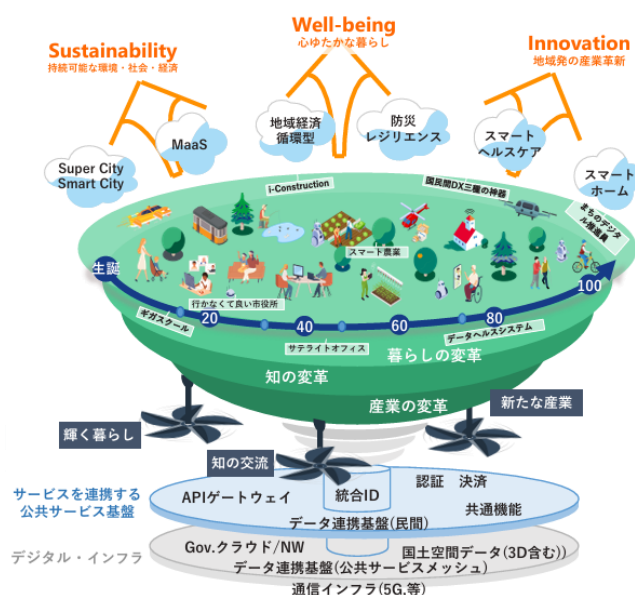 Sustainability
持続可能な環境・社会・経済
Well-being
心ゆたかな暮らし
Innovation
地域発の産業革新
Super City
Smart City
MaaS
地域経済
循環型
防災
レジリエンス
スマート
ヘルスケア
スマート
ホーム
i-Construction
国民間DX三種の神器
まちのデジ
タル推進員
スマート農業
行かなくて良い市役所
生誕
20
40
60
80
100
ギガスクール
サテライトオフィス
データヘルスシステム
知の変革
暮らしの変革
産業の変革
輝く暮らし
知の交流
新たな産業
サービスを連携する
公共サービス基盤
APIゲートウェイ
統合ID
認証 決済
共通機能
データ連携基盤(民間)
デジタル・インフラ
Gov.クラウド/NW
国土空間データ(3D含む))
データ連携基盤(公共サービスメッシュ)
通信インフラ(5G,等)